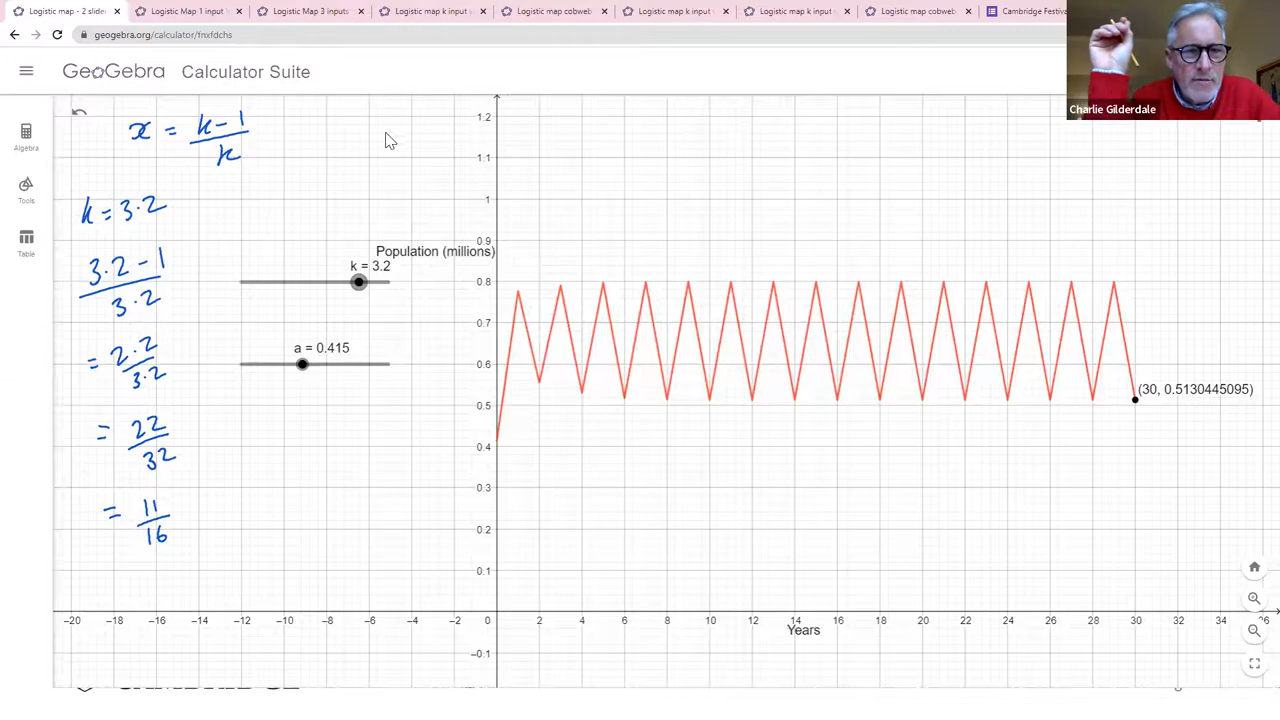 Logistic map - 2 slider
Logistic Map 1 input
Logistic Map 3 inputs
Logistic map k input v
Logistic map cobweb
Logistic map k input
Logistic map k input
Logistic map cobweb
Cambridge Festiv
geogebra.org/calculator/fnxfdchs
GeoGebra
Calculator Suite
Charlie Gilderdale
Algebra
Tools
Table
x = k-1
k
k = 3.2
3.2 - 1
3.2
= 2.2
3.2
= 22
32
= 11
16
Population (millions)
k = 3.2
a = 0.415
1.2
1.1
1
0.9
0.8
0.7
0.6
0.5
0.4
0.3
0.2
0.1
−0.1
(30, 0.5130445095)
−20 −18 −16 −14 −12 −10 −8 −6 −4 −2 0 2 4 6 8 10 12 14 16 18 20 22 24 26 28 30 32 34 36
Years